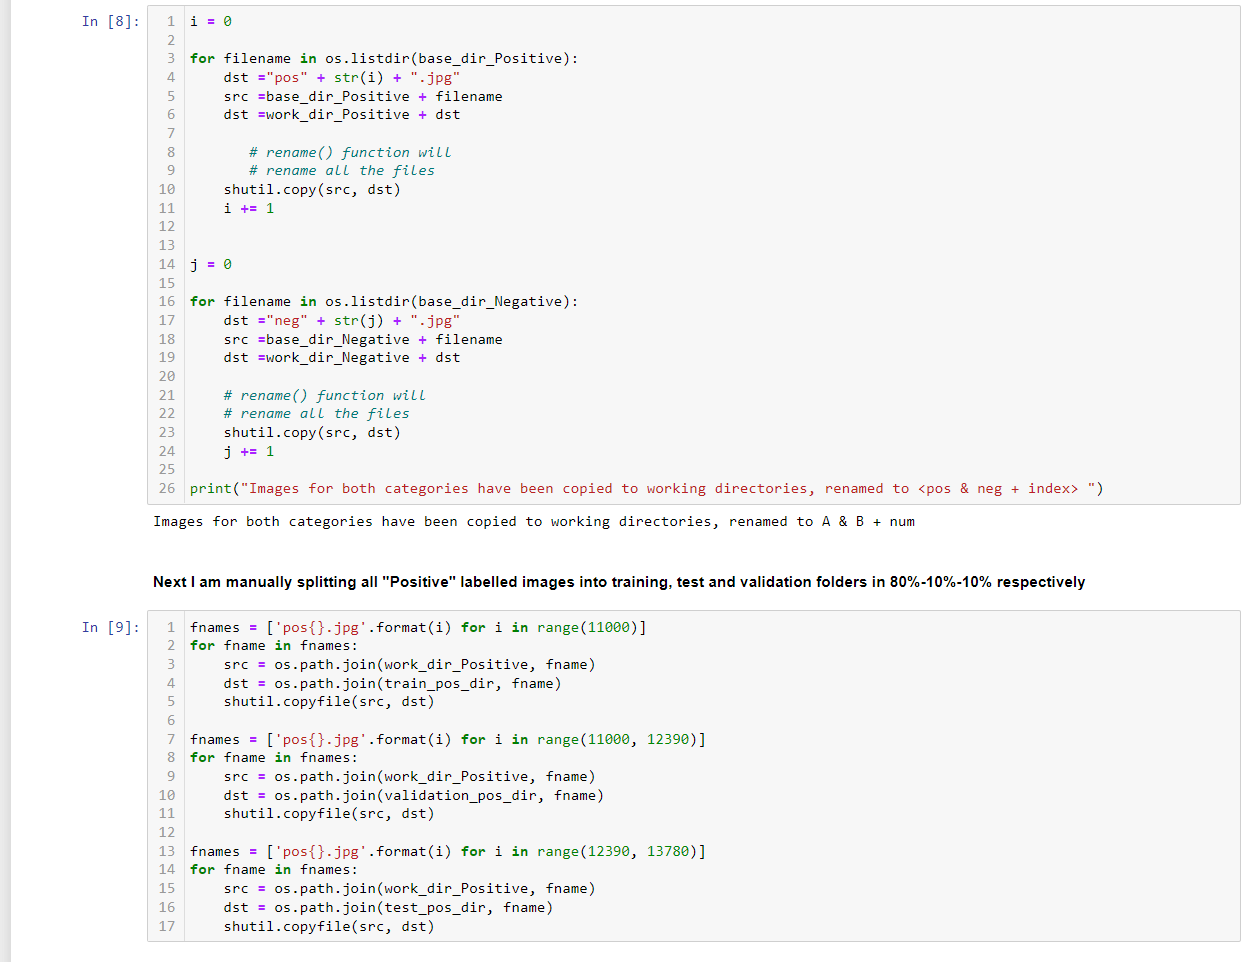 In [8]:
1 i = 0
2
3 for filename in os.listdir(base_dir_Positive):
4     dst ="pos" + str(i) + ".jpg"
5     src =base_dir_Positive + filename
6     dst =work_dir_Positive + dst
7
8        # rename() function will
9        # rename all the files
10     shutil.copy(src, dst)
11     i += 1
12
13
14 j = 0
15
16 for filename in os.listdir(base_dir_Negative):
17     dst ="neg" + str(j) + ".jpg"
18     src =base_dir_Negative + filename
19     dst =work_dir_Negative + dst
20
21     # rename() function will
22     # rename all the files
23     shutil.copy(src, dst)
24     j += 1
25
26 print("Images for both categories have been copied to working directories, renamed to <pos & neg + index> ")
Images for both categories have been copied to working directories, renamed to A & B + num
Next I am manually splitting all "Positive" labelled images into training, test and validation folders in 80%-10%-10% respectively
In [9]:
1 fnames = ['pos{}.jpg'.format(i) for i in range(11000)]
2 for fname in fnames:
3     src = os.path.join(work_dir_Positive, fname)
4     dst = os.path.join(train_pos_dir, fname)
5     shutil.copyfile(src, dst)
6
7 fnames = ['pos{}.jpg'.format(i) for i in range(11000, 12390)]
8 for fname in fnames:
9     src = os.path.join(work_dir_Positive, fname)
10     dst = os.path.join(validation_pos_dir, fname)
11     shutil.copyfile(src, dst)
12
13 fnames = ['pos{}.jpg'.format(i) for i in range(12390, 13780)]
14 for fname in fnames:
15     src = os.path.join(work_dir_Positive, fname)
16     dst = os.path.join(test_pos_dir, fname)
17     shutil.copyfile(src, dst)